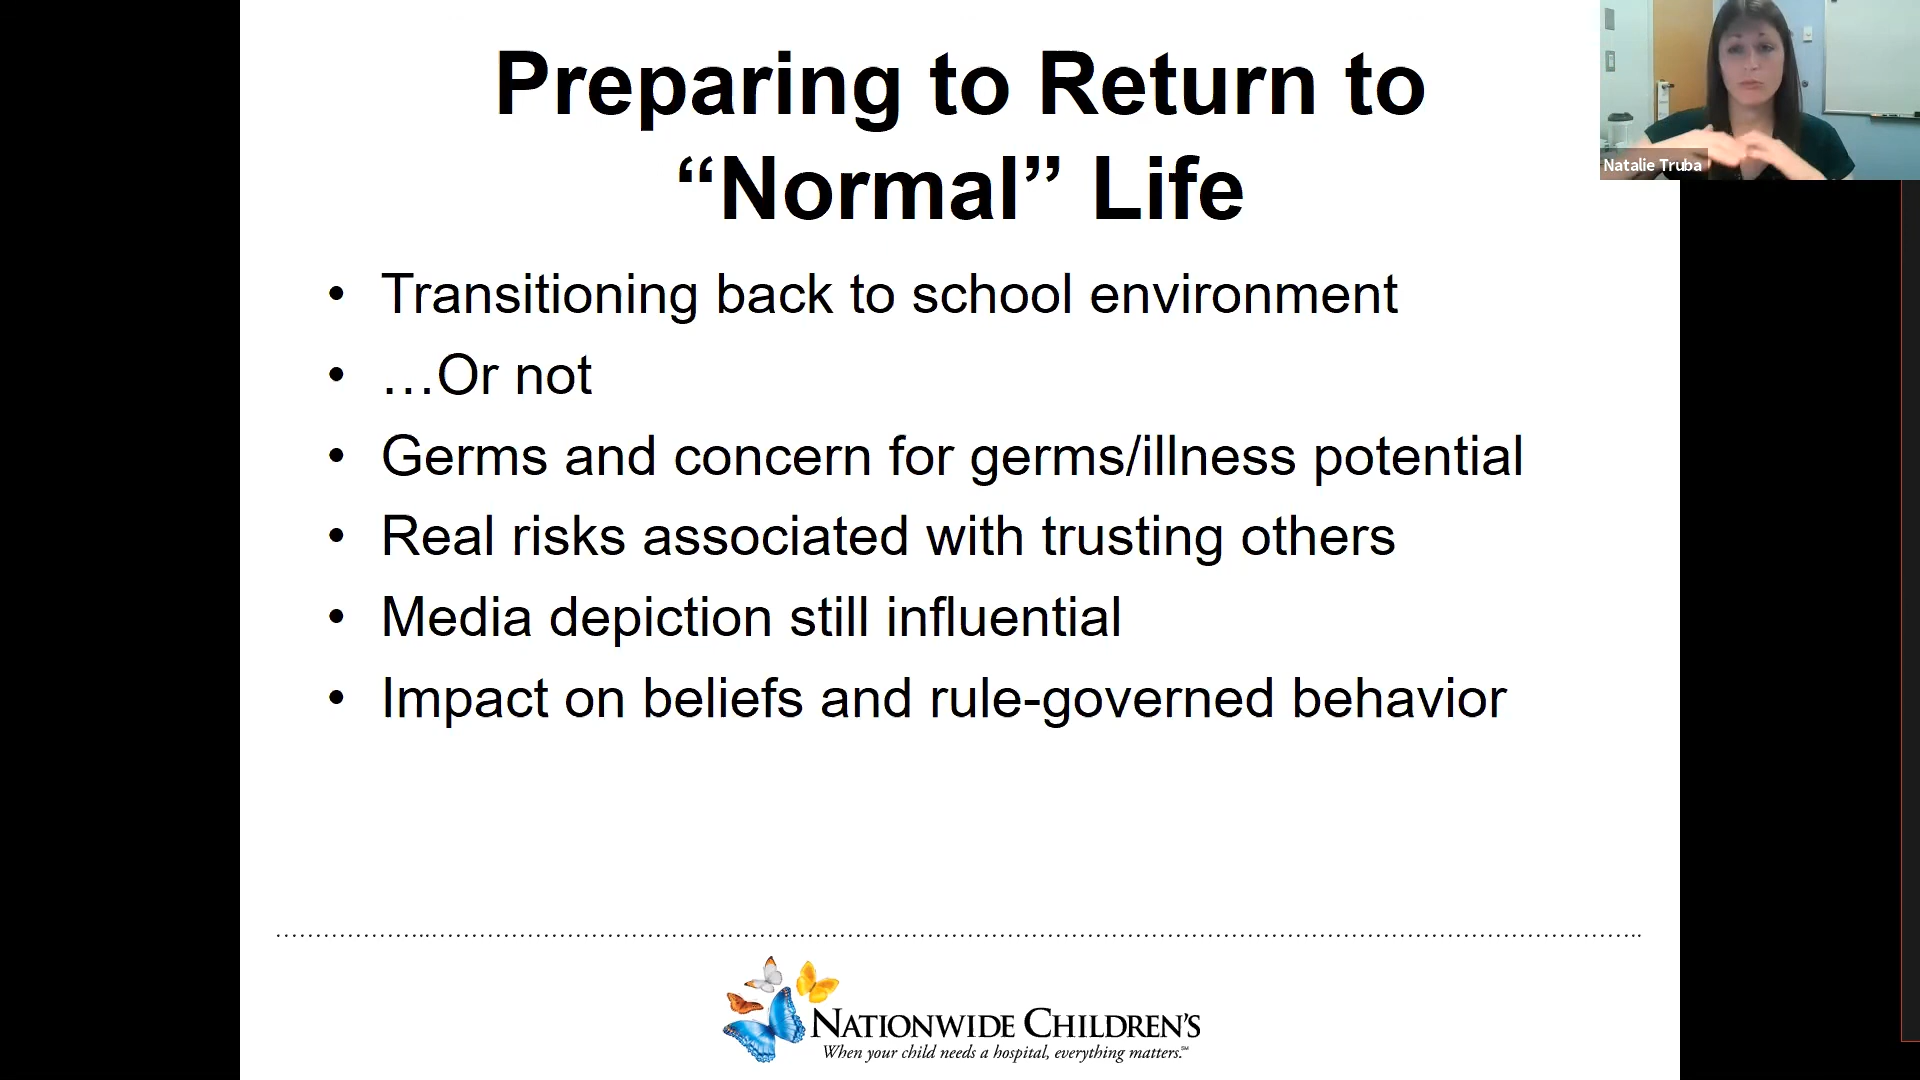 Preparing to Return to
“Normal” Life
Natalie Truba
• Transitioning back to school environment
• …Or not
• Germs and concern for germs/illness potential
• Real risks associated with trusting others
• Media depiction still influential
• Impact on beliefs and rule-governed behavior
NATIONWIDE CHILDREN'S
When your child needs a hospital, everything matters.℠